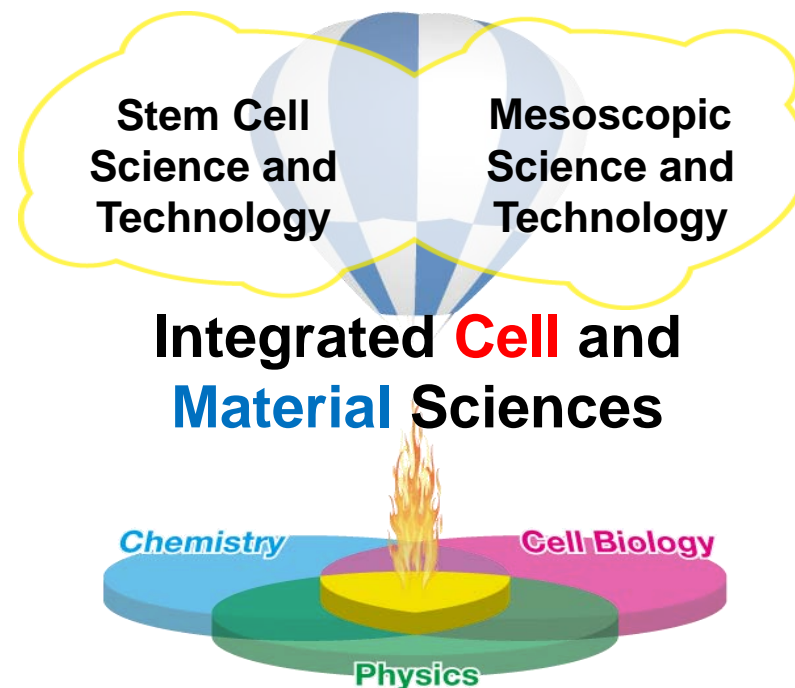 Stem Cell
Science and
Technology
Mesoscopic
Science and
Technology
Integrated Cell and
Material Sciences
Chemistry
Cell Biology
Physics